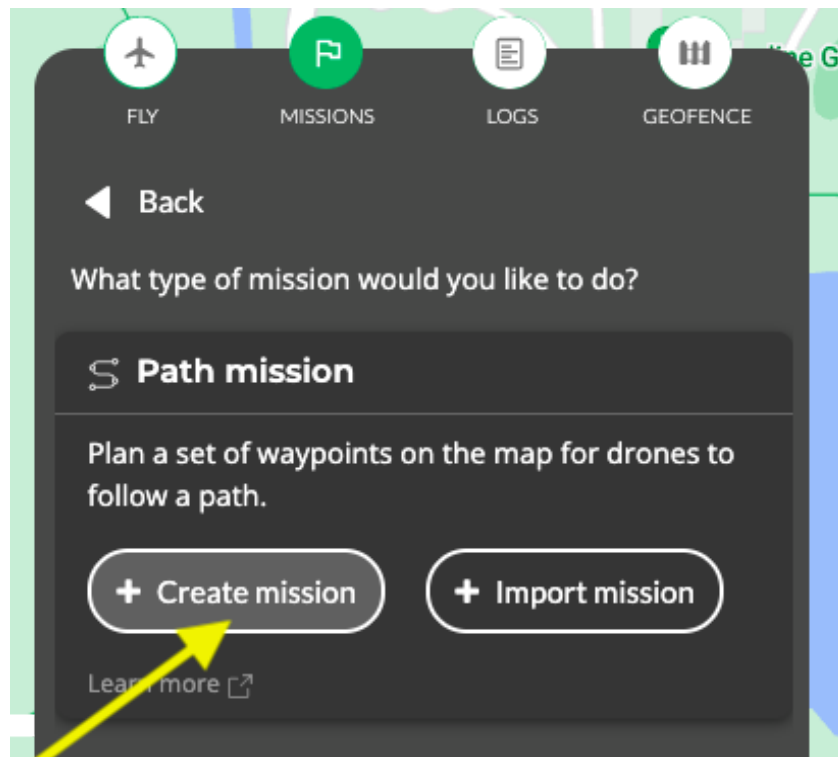 FLY MISSIONS LOGS GEOFENCE
Back
What type of mission would you like to do?
Path mission
Plan a set of waypoints on the map for drones to
follow a path.
+ Create mission + Import mission
Learn more